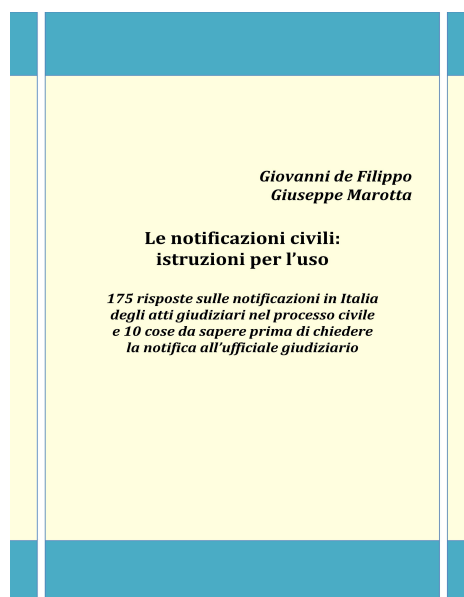 Giovanni de Filippo
Giuseppe Marotta
Le notificazioni civili:
istruzioni per l’uso
175 risposte sulle notificazioni in Italia
degli atti giudiziari nel processo civile
e 10 cose da sapere prima di chiedere
la notifica all’ufficiale giudiziario